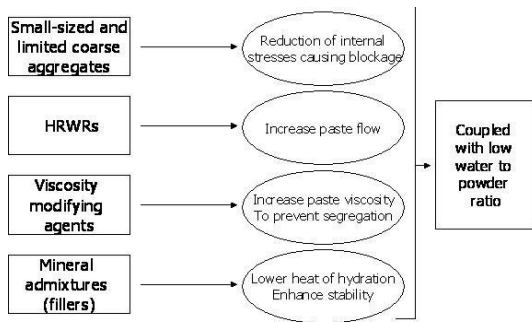 Small-sized and
limited coarse
aggregates
Reduction of internal
stresses causing blockage
HRWRs
Increase paste flow
Viscosity
modifying
agents
Increase paste viscosity
To prevent segregation
Mineral
admixtures
(fillers)
Lower heat of hydration
Enhance stability
Coupled
with low
water to
powder
ratio